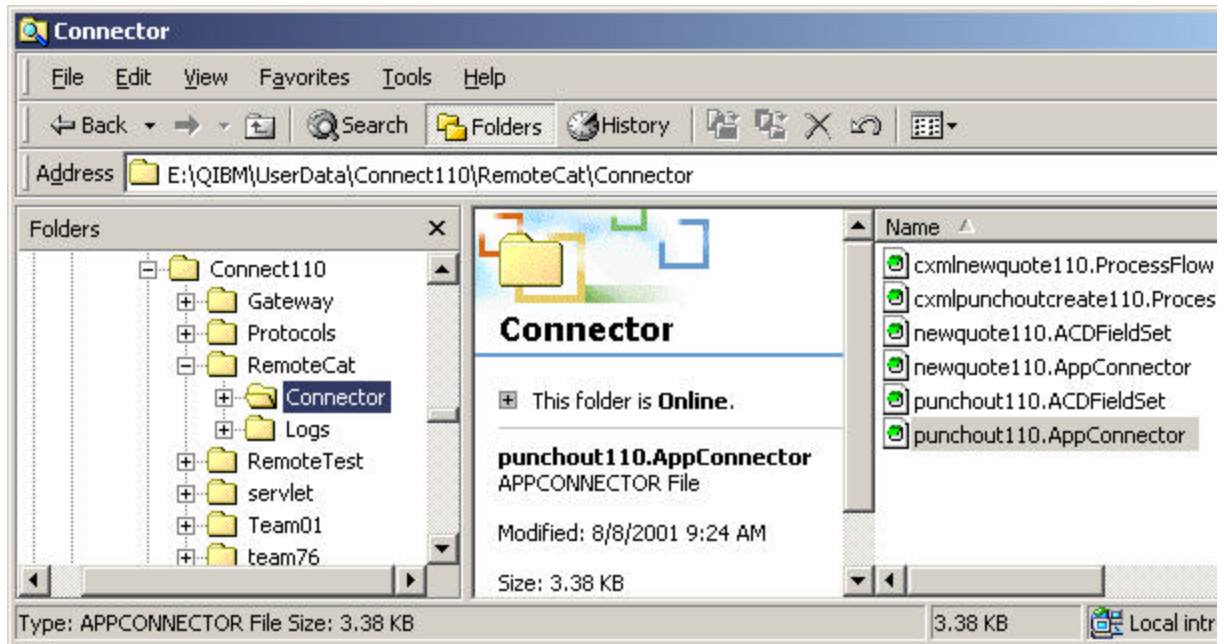 Connector
File Edit View Favorites Tools Help
Back Search Folders History
Address E:\QIBM\UserData\Connect110\RemoteCat\Connector
Folders
Connect110
Gateway
Protocols
RemoteCat
Connector
Logs
RemoteTest
servlet
Team01
team76
Connector
This folder is Online.
punchout110.AppConnector
APPCONNECTOR File
Modified: 8/8/2001 9:24 AM
Size: 3.38 KB
Name
cxmlnewquote110.ProcessFlow
cxmlpunchoutcreate110.Proces
newquote110.ACDFieldSet
newquote110.AppConnector
punchout110.ACDFieldSet
punchout110.AppConnector
Type: APPCONNECTOR File Size: 3.38 KB 3.38 KB Local intr